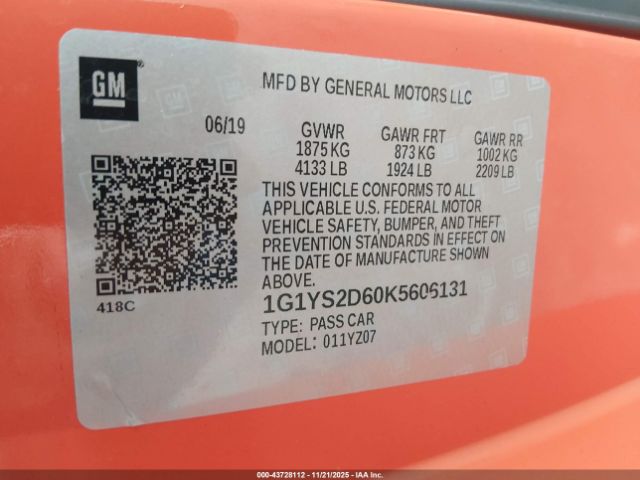 GM
MFD BY GENERAL MOTORS LLC
06/19 GVWR GAWR FRT GAWR RR
1875 KG 873 KG 1002 KG
4133 LB 1924 LB 2209 LB
THIS VEHICLE CONFORMS TO ALL
APPLICABLE U.S. FEDERAL MOTOR
VEHICLE SAFETY, BUMPER, AND THEFT
PREVENTION STANDARDS IN EFFECT ON
THE DATE OF MANUFACTURE SHOWN
ABOVE.
418C
1G1YS2D60K5606131
TYPE: PASS CAR
MODEL: 011YZ07
000-43728112 - 11/21/2025 - IAA Inc.